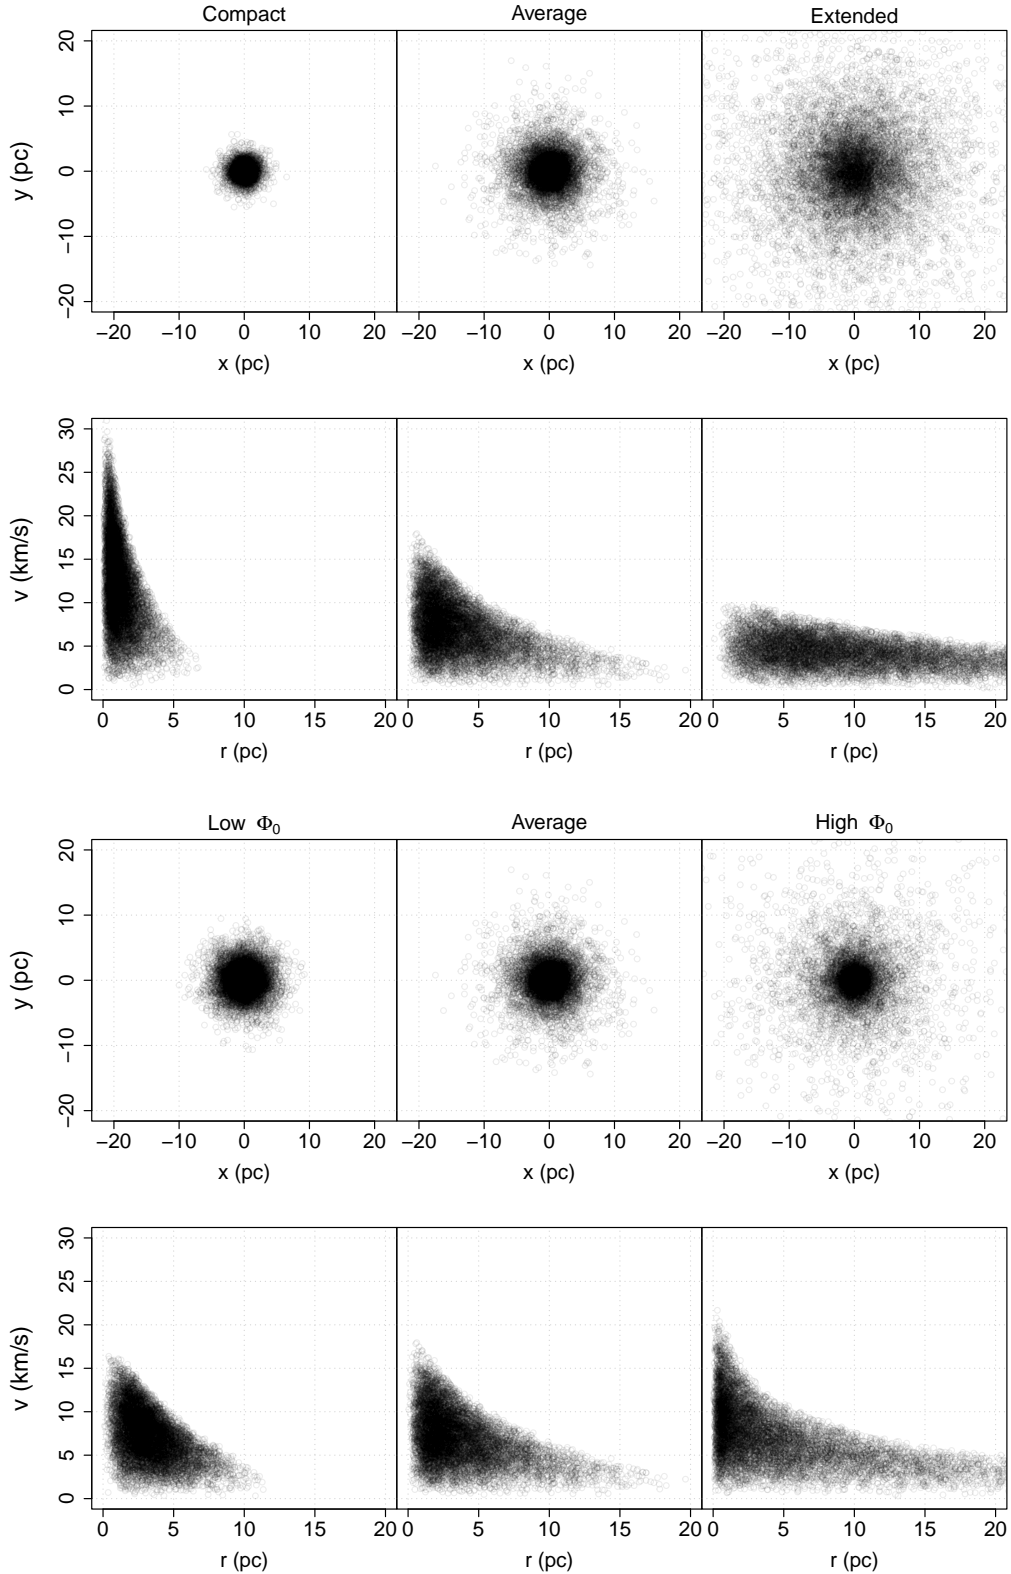 Compact Average Extended
20
10
0
−10
−20
y (pc)
−20 −10 0 10 20 −20 −10 0 10 20 −20 −10 0 10 20
x (pc) x (pc) x (pc)
30
25
20
15
10
5
0
v (km/s)
0 5 10 15 20 0 5 10 15 20 0 5 10 15 20
r (pc) r (pc) r (pc)
Low Φ₀ Average High Φ₀
20
10
0
−10
−20
y (pc)
−20 −10 0 10 20 −20 −10 0 10 20 −20 −10 0 10 20
x (pc) x (pc) x (pc)
30
25
20
15
10
5
0
v (km/s)
0 5 10 15 20 0 5 10 15 20 0 5 10 15 20
r (pc) r (pc) r (pc)